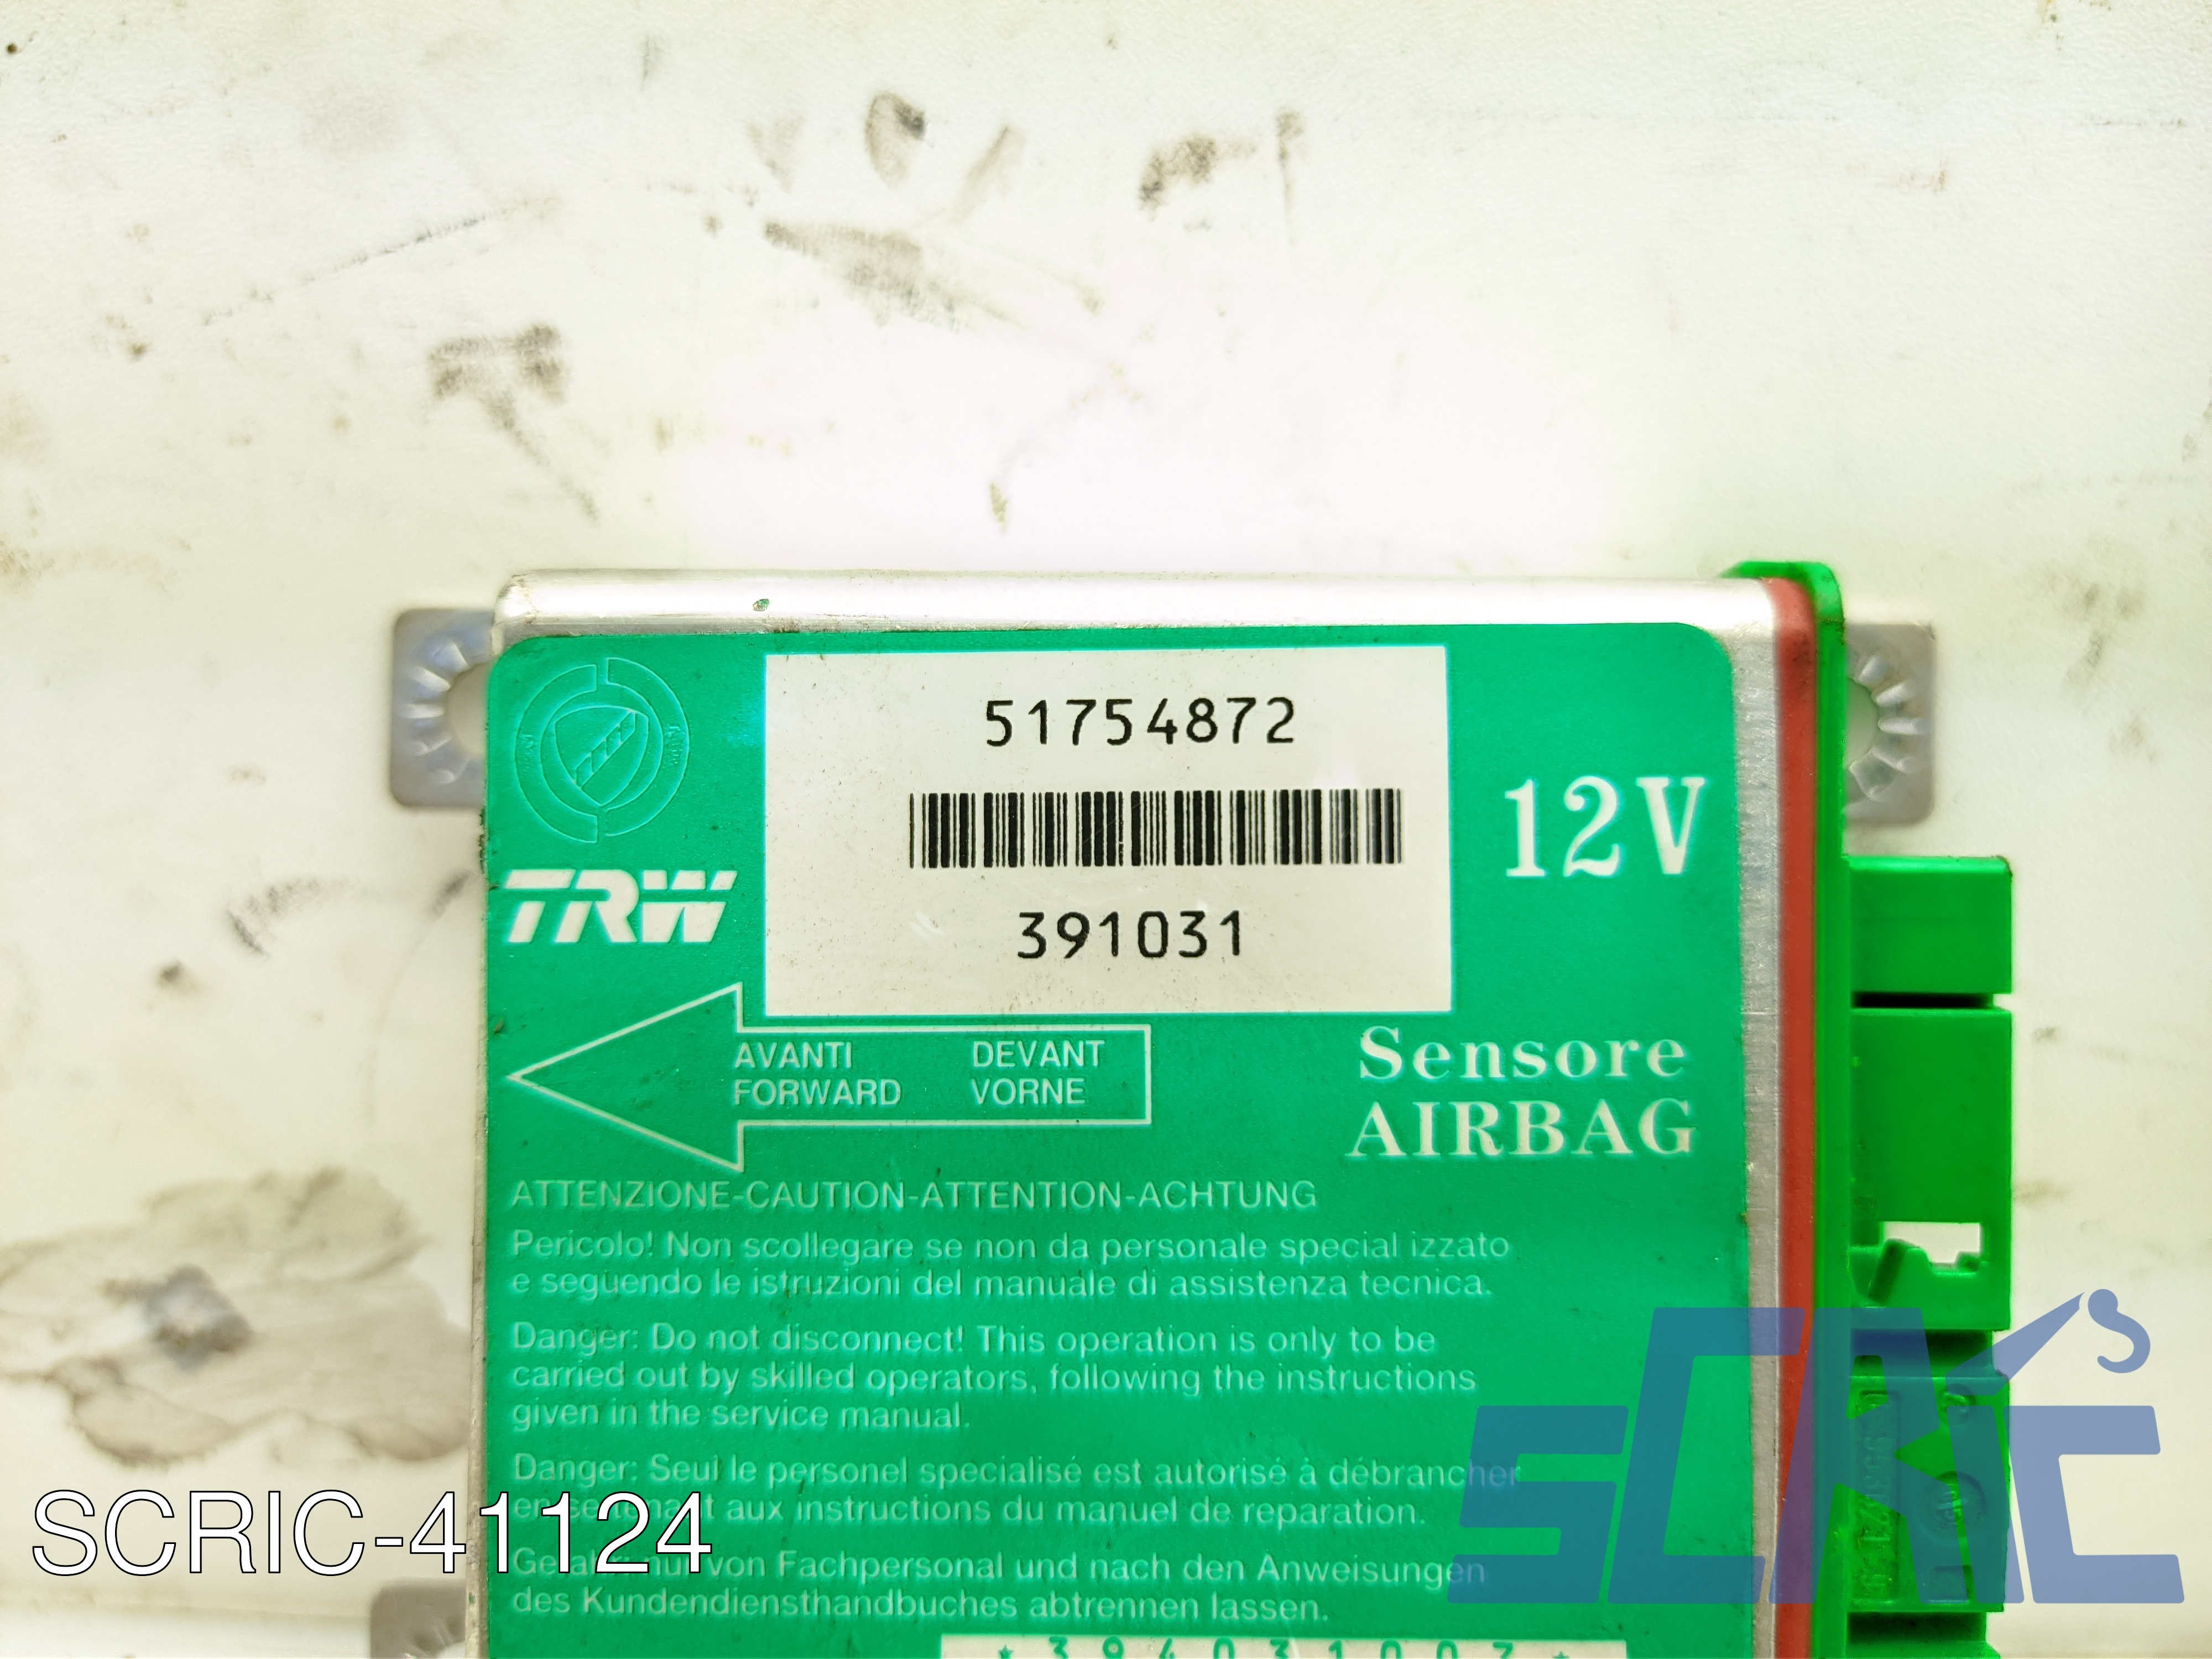 51754872
12V
TRW
391031
AVANTI DEVANT
FORWARD VORNE
Sensore
AIRBAG
ATTENZIONE-CAUTION-ATTENTION-ACHTUNG
Pericolo! Non scollegare se non da personale special izzato
e seguendo le istruzioni del manuale di assistenza tecnica.
Danger: Do not disconnect! This operation is only to be
carried out by skilled operators, following the instructions
given in the service manual.
Danger: Seul le personel specialisé est autorisé à débrancher
aux instructions du manuel de reparation.
nur von Fachpersonal und nach den Anweisungen
des Kundendiensthandbuches abtrennen lassen.
SCRIC-41124
SCRIC